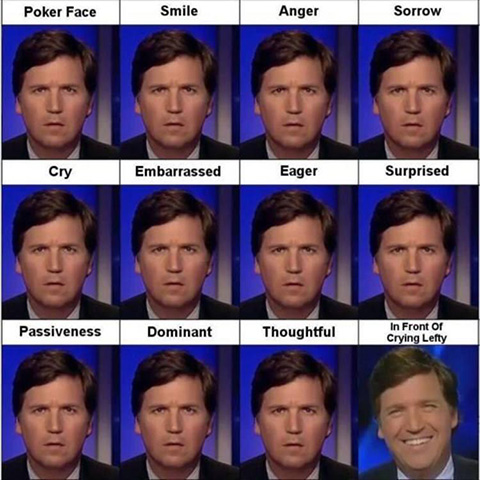 Poker Face
Smile
Anger
Sorrow
Cry
Embarrassed
Eager
Surprised
Passiveness
Dominant
Thoughtful
In Front Of
Crying Lefty